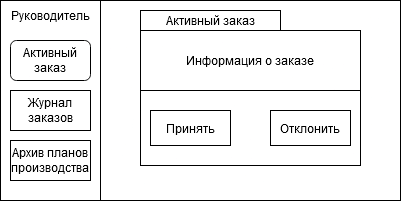 Руководитель
Активный
заказ
Журнал
заказов
Архив планов
производства
Активный заказ
Информация о заказе
Принять
Отклонить